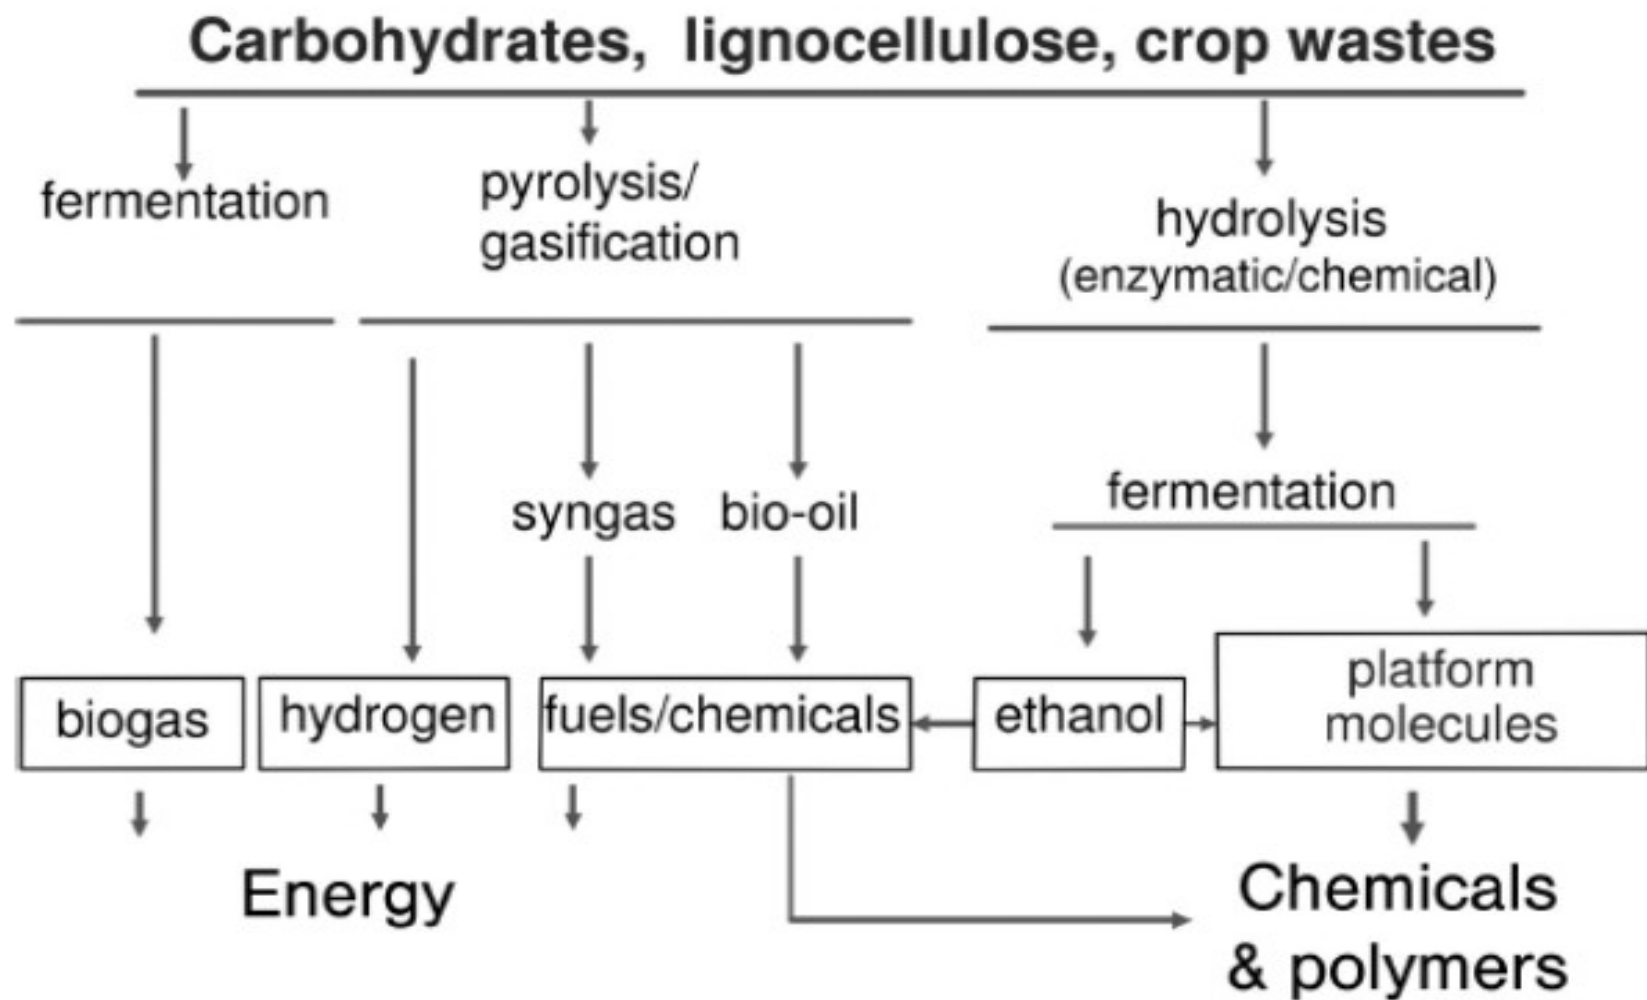 Carbohydrates, lignocellulose, crop wastes
fermentation
pyrolysis/
gasification
hydrolysis
(enzymatic/chemical)
syngas
bio-oil
fermentation
biogas
hydrogen
fuels/chemicals
ethanol
platform
molecules
Energy
Chemicals
& polymers